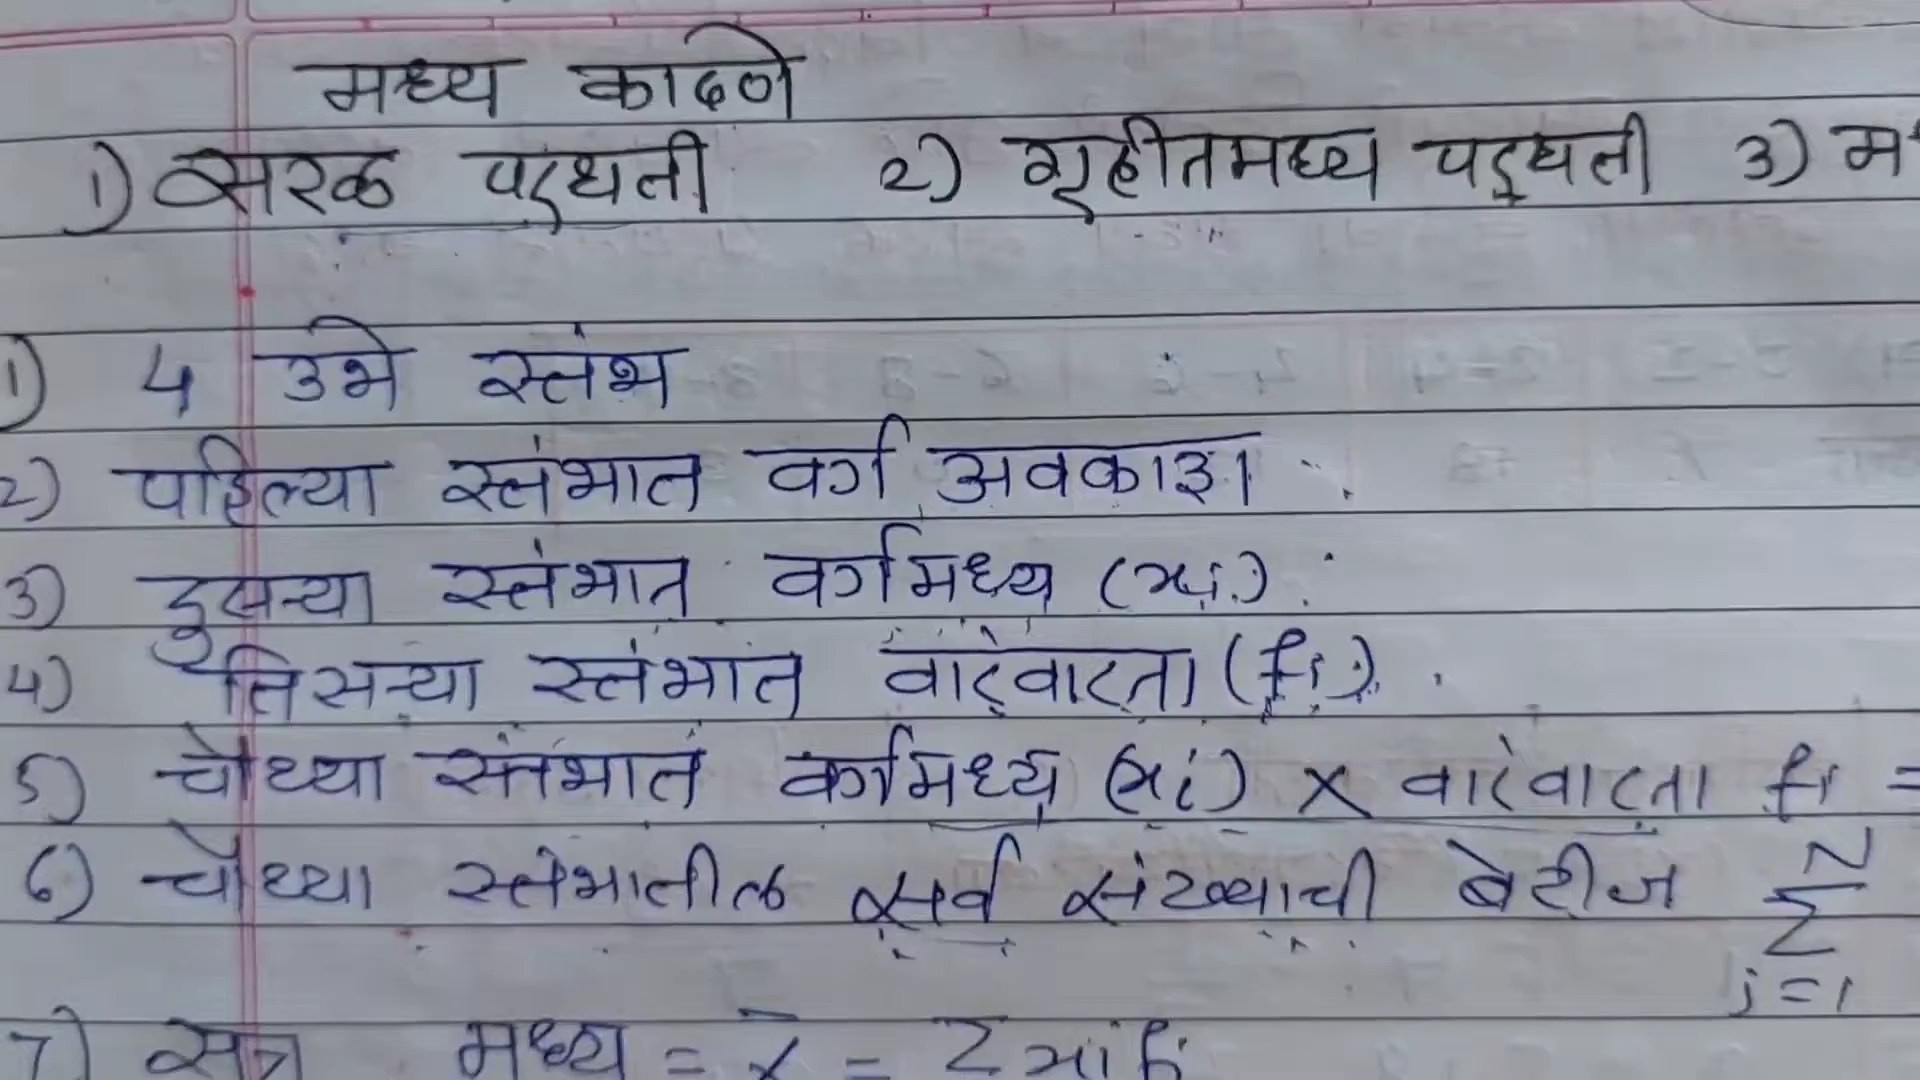 मध्य काढणे
1) सरळ पद्धती 2) गृहीतमध्य पद्धती 3) म
1) 4 उभे स्तंभ
2) पहिल्या स्तंभात वर्ग अवकाश
3) दुसऱ्या स्तंभात वर्गमध्य (xi)
4) तिसऱ्या स्तंभात वारंवारता (fi)
5) चौथ्या स्तंभात वर्गमध्य (xi) × वारंवारता fi =
6) चौथ्या स्तंभातील सर्व संख्याची बेरीज N Σ i=1
7) सूत्र मध्य = x̄ = Σxifi